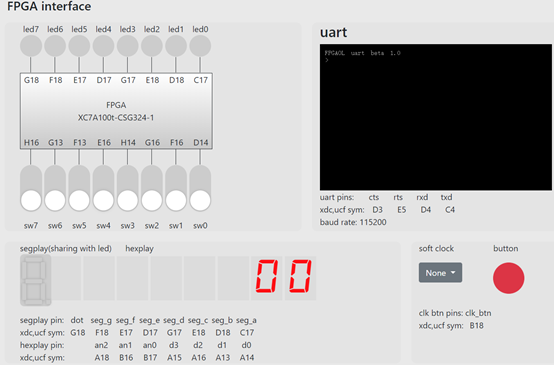 FPGA interface
led7 led6 led5 led4 led3 led2 led1 led0
G18 F18 E17 D17 G17 E18 D18 C17
FPGA
XC7A100t-CSG324-1
H16 G13 F13 E16 H14 G16 F16 D14
sw7 sw6 sw5 sw4 sw3 sw2 sw1 sw0
uart
FPGAOL uart beta 1.0
>
uart pins: cts rts rxd txd
xdc,ucf sym: D3 E5 D4 C4
baud rate: 115200
segplay(sharing with led) hexplay
00
segplay pin: dot seg_g seg_f seg_e seg_d seg_c seg_b seg_a
xdc,ucf sym: G18 F18 E17 D17 G17 E18 D18 C17
hexplay pin: an2 an1 an0 d3 d2 d1 d0
xdc,ucf sym: A18 B16 B17 A15 A16 A13 A14
soft clock button
None
clk btn pins: clk_btn
xdc,ucf sym: B18